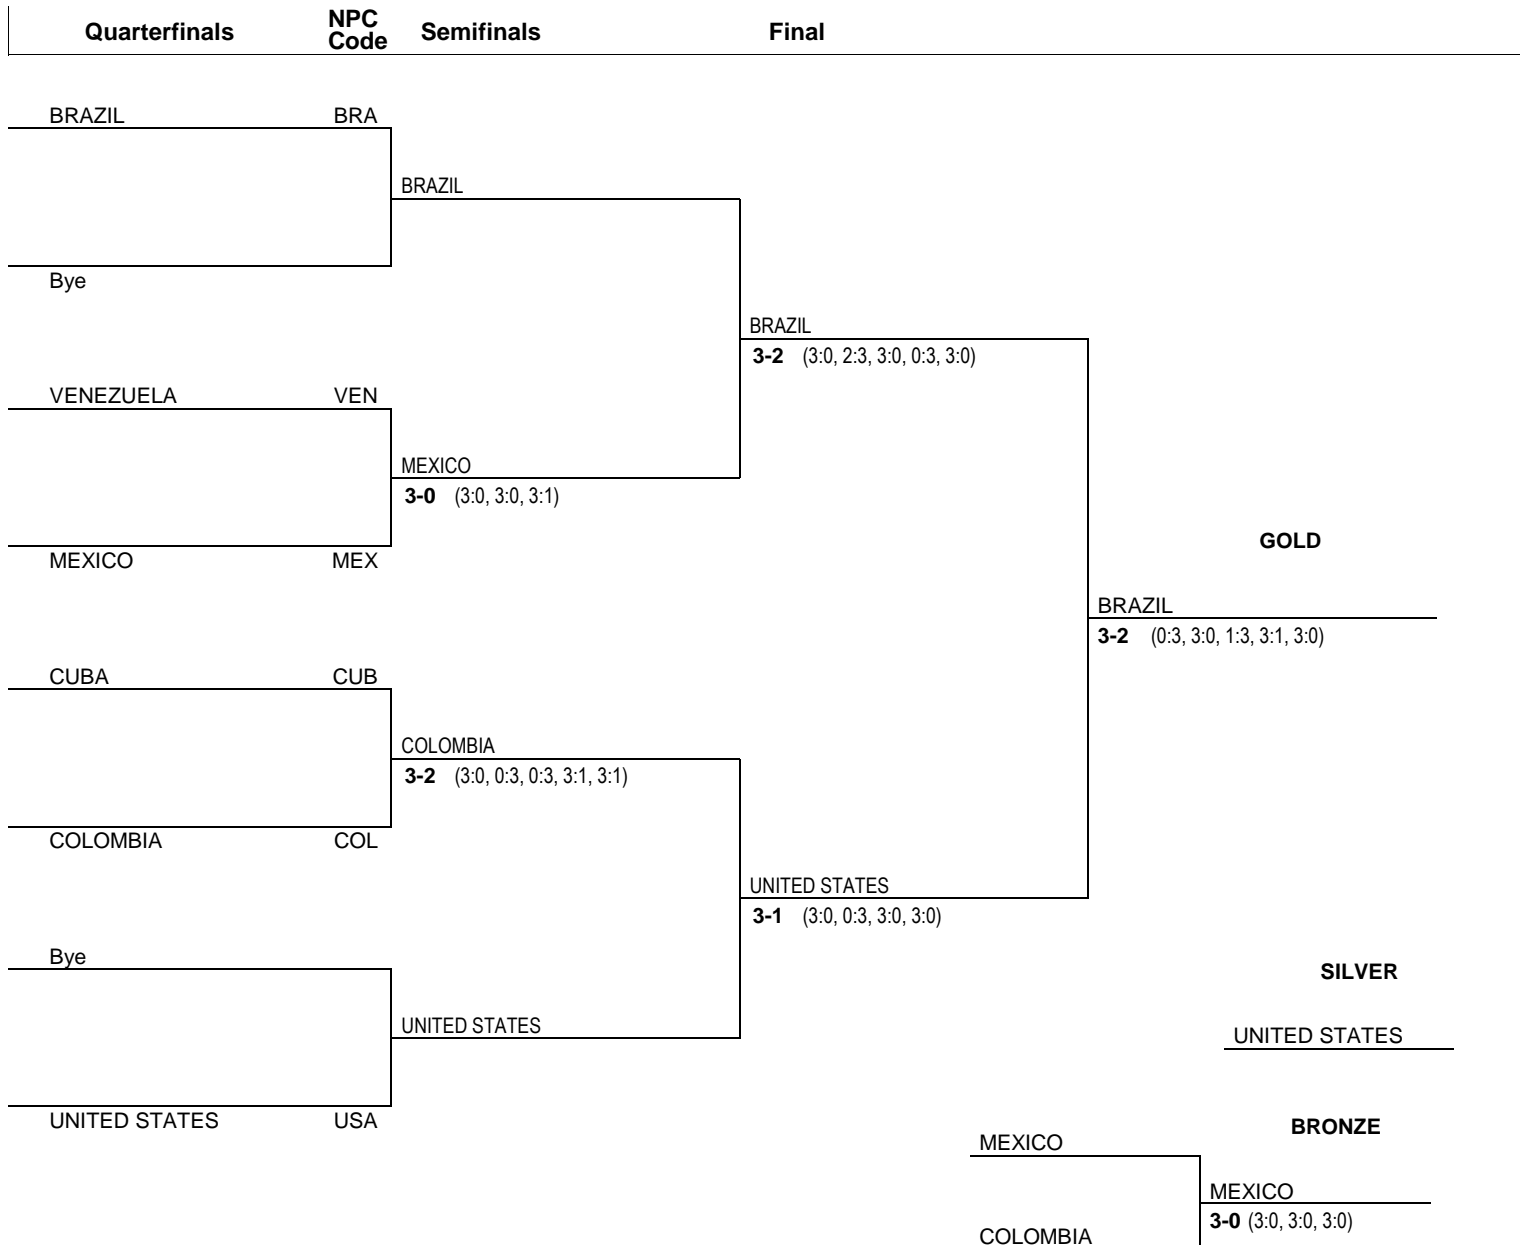 Quarterfinals NPC Code Semifinals Final
BRAZIL BRA
BRAZIL
Bye
BRAZIL
3-2 (3:0, 2:3, 3:0, 0:3, 3:0)
VENEZUELA VEN
MEXICO
3-0 (3:0, 3:0, 3:1)
MEXICO MEX
GOLD
BRAZIL
3-2 (0:3, 3:0, 1:3, 3:1, 3:0)
CUBA CUB
COLOMBIA
3-2 (3:0, 0:3, 0:3, 3:1, 3:1)
COLOMBIA COL
UNITED STATES
3-1 (3:0, 0:3, 3:0, 3:0)
Bye
SILVER
UNITED STATES
UNITED STATES
UNITED STATES USA
BRONZE
MEXICO
MEXICO
3-0 (3:0, 3:0, 3:0)
COLOMBIA